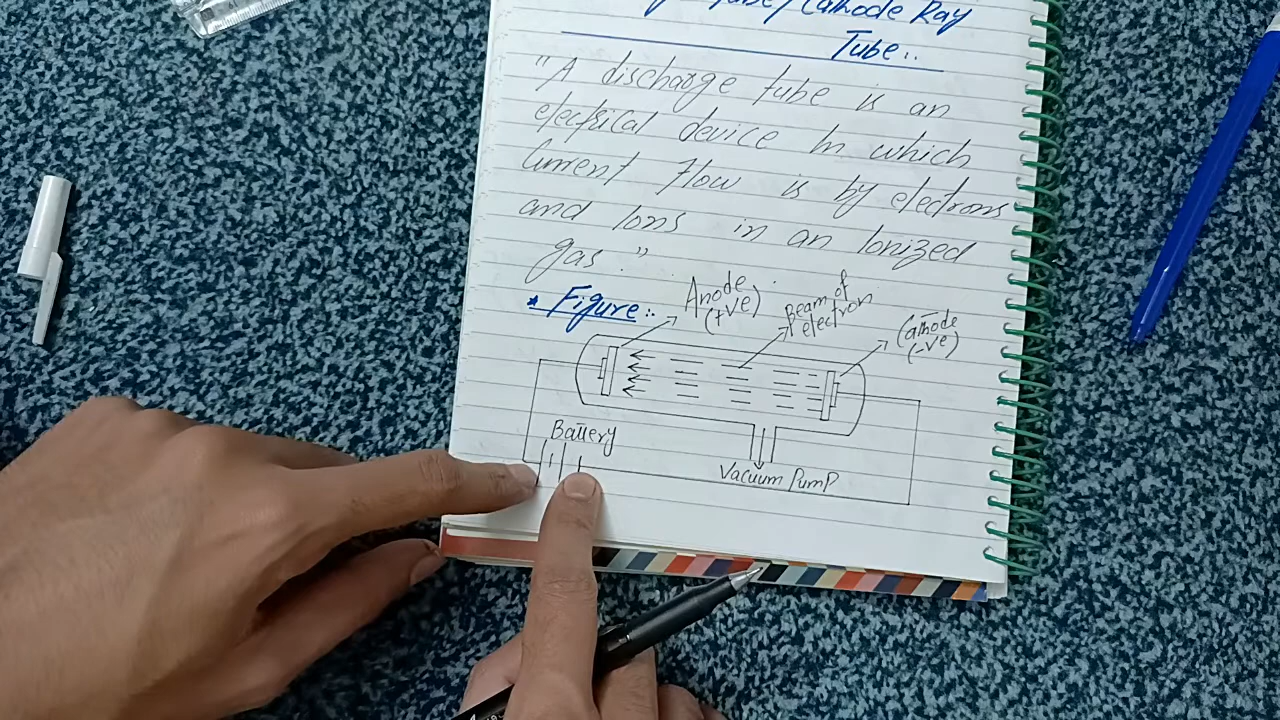 Tube / Cathode Ray
Tube..
"A discharge tube is an
electrical device In which
Current Flow is by electrons
and Ions in an Ionized
gas."
* Figure:.
Anode
(+ve)
Beam of
electron
Cathode
(-ve)
Battery
Vacuum Pump